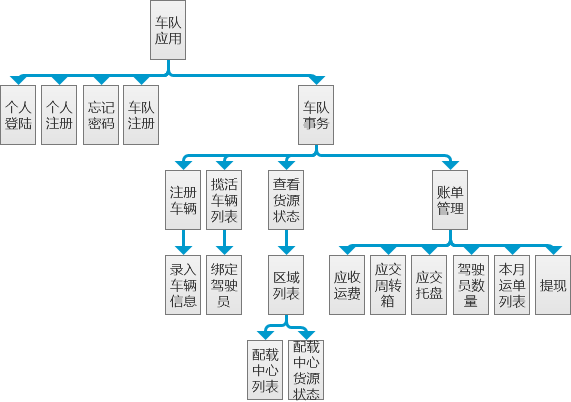 车队
应用
个人
登陆
个人
注册
忘记
密码
车队
注册
车队
事务
注册
车辆
揽活
车辆
列表
查看
货源
状态
账单
管理
录入
车辆
信息
绑定
驾驶
员
区域
列表
应收
运费
应交
周转
箱
应交
托盘
驾驶
员数
量
本月
运单
列表
提现
配载
中心
列表
配载
中心
货源
状态